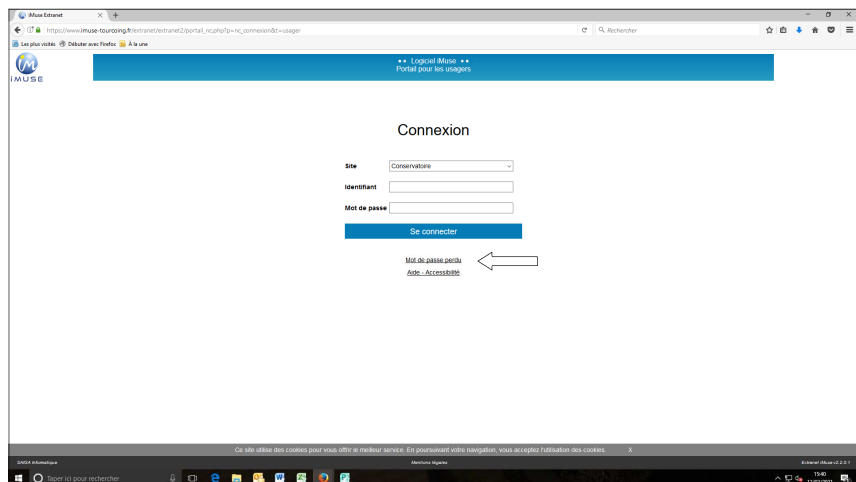 iMuse Extranet
https://www.imuse-tourcoing.fr/extranet/extranet2/portail_nc.php?p=nc_connexion&t=usager
Rechercher
Les plus visités
Débuter avec Firefox
À la une
iMUSE
•• Logiciel iMuse ••
Portail pour les usagers
Connexion
Site
Conservatoire
Identifiant
Mot de passe
Se connecter
Mot de passe perdu
Aide - Accessibilité
Ce site utilise des cookies pour vous offrir le meilleur service. En poursuivant votre navigation, vous acceptez l'utilisation des cookies. X
SAIGA Informatique
Mentions légales
Extranet iMuse v2.2.0.1
Taper ici pour rechercher
15:40